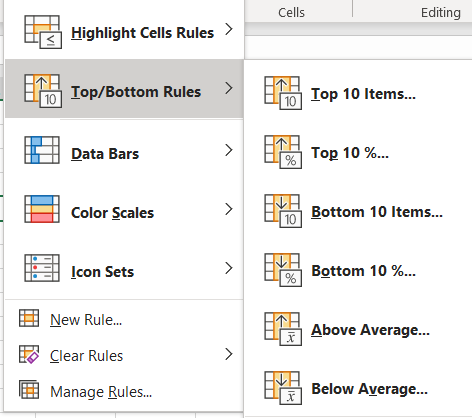 Cells
Editing
Highlight Cells Rules
Top/Bottom Rules
Data Bars
Color Scales
Icon Sets
New Rule...
Clear Rules
Manage Rules...
Top 10 Items...
Top 10 %...
Bottom 10 Items...
Bottom 10 %...
Above Average...
Below Average...